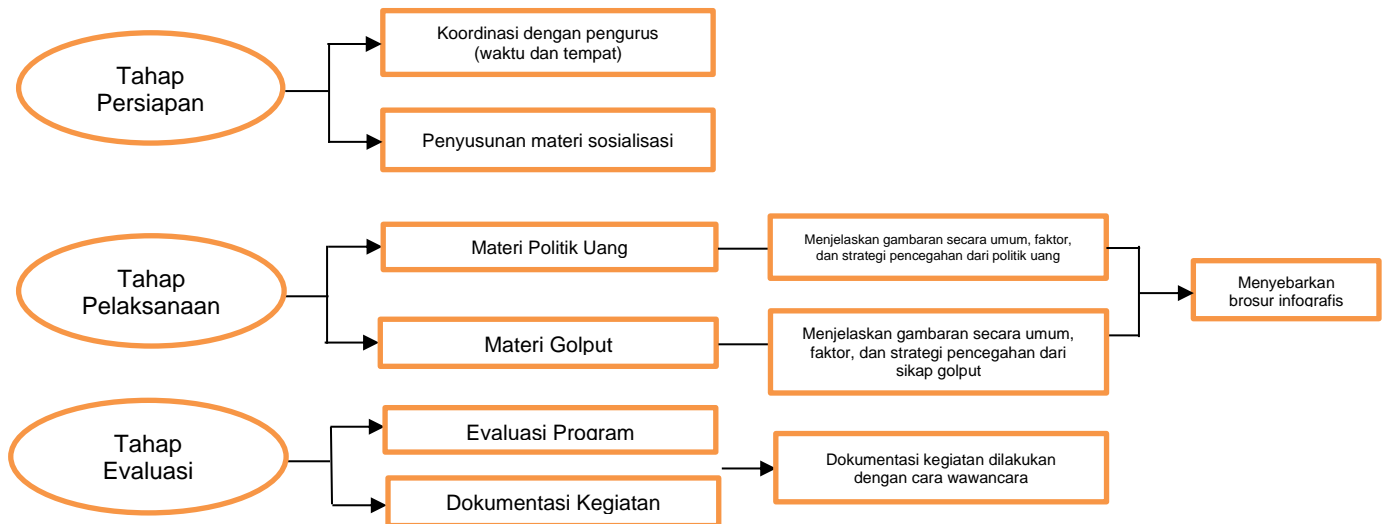 Tahap
Persiapan
Koordinasi dengan pengurus
(waktu dan tempat)
Penyusunan materi sosialisasi
Tahap
Pelaksanaan
Materi Politik Uang
Menjelaskan gambaran secara umum, faktor,
dan strategi pencegahan dari politik uang
Materi Golput
Menjelaskan gambaran secara umum,
faktor, dan strategi pencegahan dari
sikap golput
Menyebarkan
brosur infografis
Tahap
Evaluasi
Evaluasi Program
Dokumentasi Kegiatan
Dokumentasi kegiatan dilakukan
dengan cara wawancara